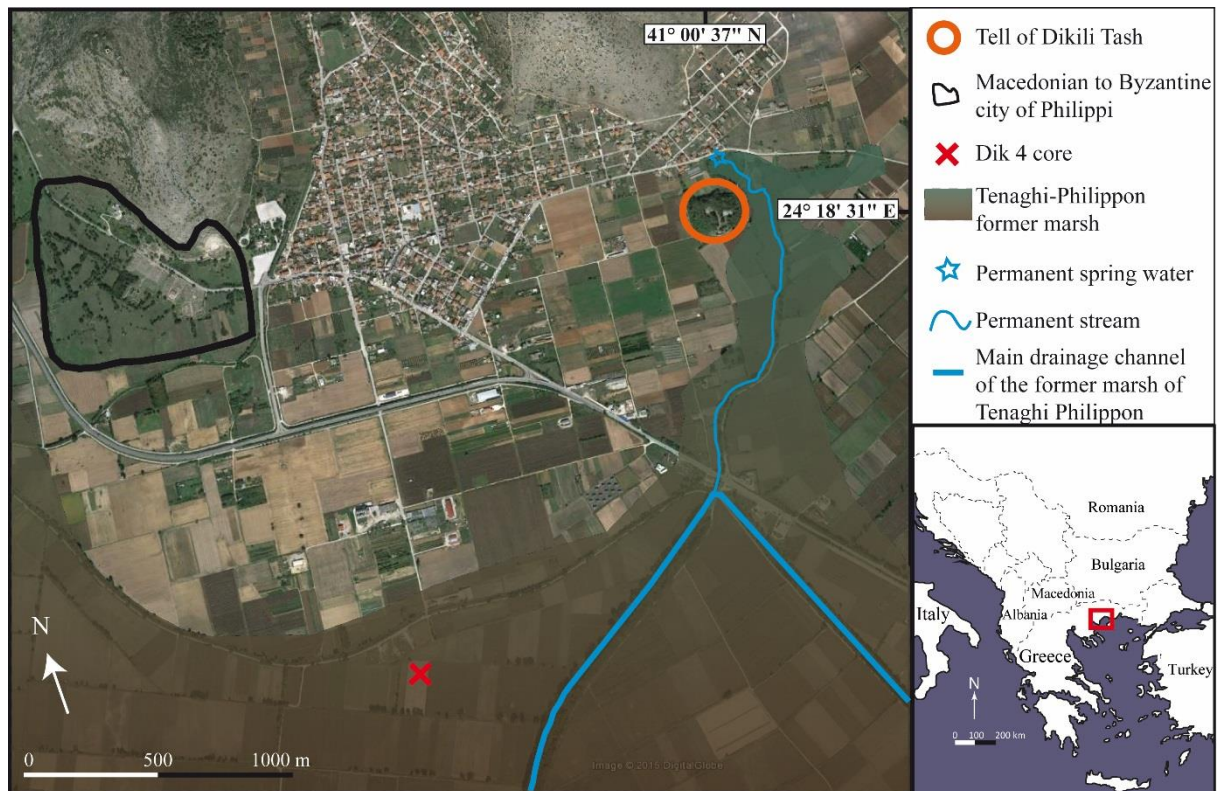 41° 00' 37" N
24° 18' 31" E
N
0 500 1000 m
Image © 2015 DigitalGlobe
Tell of Dikili Tash
Macedonian to Byzantine
city of Philippi
Dik 4 core
Tenaghi-Philippon
former marsh
Permanent spring water
Permanent stream
Main drainage channel
of the former marsh of
Tenaghi Philippon
Romania
Bulgaria
Macedonia
Italy
Albania
Greece
Turkey
N
0 100 200 km